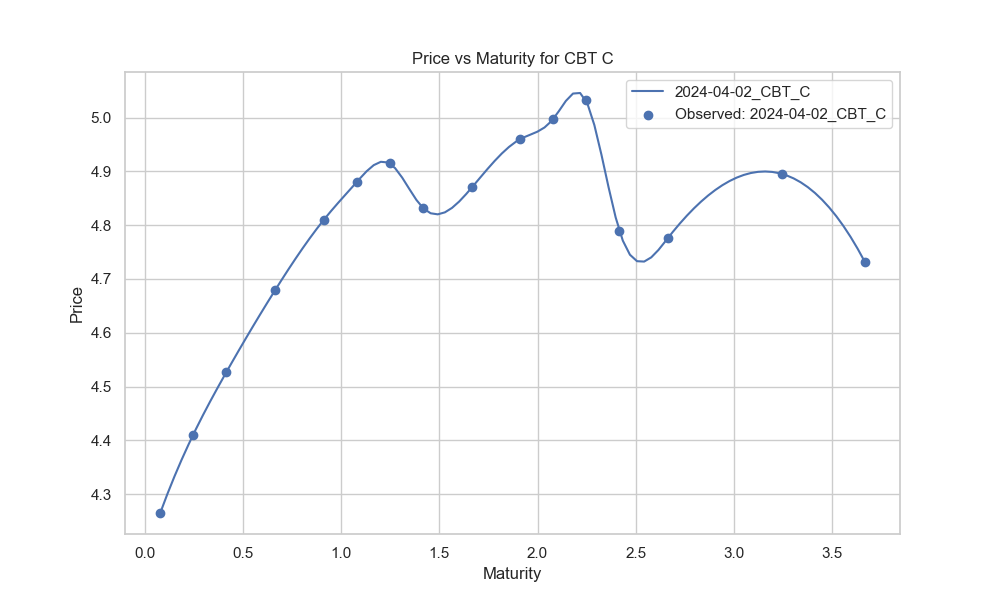 Price vs Maturity for CBT C
2024-04-02_CBT_C
Observed: 2024-04-02_CBT_C
Price
5.0
4.9
4.8
4.7
4.6
4.5
4.4
4.3
0.0 0.5 1.0 1.5 2.0 2.5 3.0 3.5
Maturity